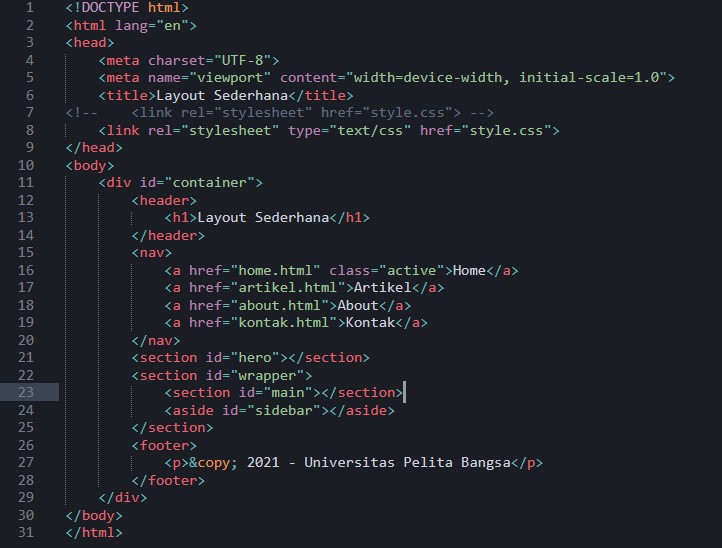 1 <!DOCTYPE html>
2 <html lang="en">
3 <head>
4     <meta charset="UTF-8">
5     <meta name="viewport" content="width=device-width, initial-scale=1.0">
6     <title>Layout Sederhana</title>
7 <!--    <link rel="stylesheet" href="style.css"> -->
8     <link rel="stylesheet" type="text/css" href="style.css">
9 </head>
10 <body>
11     <div id="container">
12         <header>
13             <h1>Layout Sederhana</h1>
14         </header>
15         <nav>
16             <a href="home.html" class="active">Home</a>
17             <a href="artikel.html">Artikel</a>
18             <a href="about.html">About</a>
19             <a href="kontak.html">Kontak</a>
20         </nav>
21         <section id="hero"></section>
22         <section id="wrapper">
23             <section id="main"></section>
24             <aside id="sidebar"></aside>
25         </section>
26         <footer>
27             <p>&copy; 2021 - Universitas Pelita Bangsa</p>
28         </footer>
29     </div>
30 </body>
31 </html>